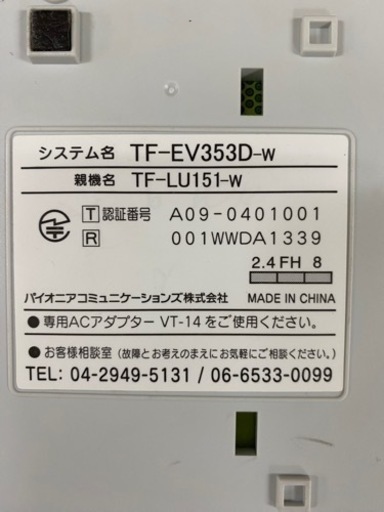 システム名 TF-EV353D-W
親機名 TF-LU151-W
T 認証番号 A09-0401001
R 001WWDA1339
2.4FH 8
パイオニアコミュニケーションズ株式会社 MADE IN CHINA
●専用ACアダプター VT-14をご使用ください。
●お客様相談室(故障とお考えのまえにお気軽にご相談ください。)
TEL: 04-2949-5131 / 06-6533-0099